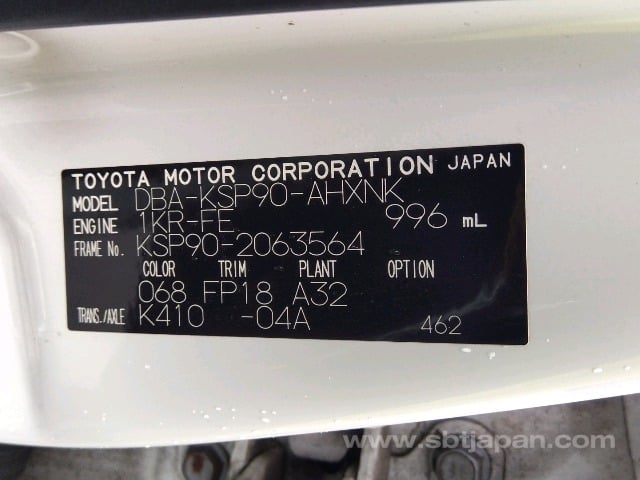 TOYOTA MOTOR CORPORATION JAPAN
MODEL DBA-KSP90-AHXNK
ENGINE 1KR-FE 996 mL
FRAME No. KSP90-2063564
COLOR TRIM PLANT OPTION
068 FP18 A32
TRANS./AXLE K410 -04A 462
www.sbtjapan.com